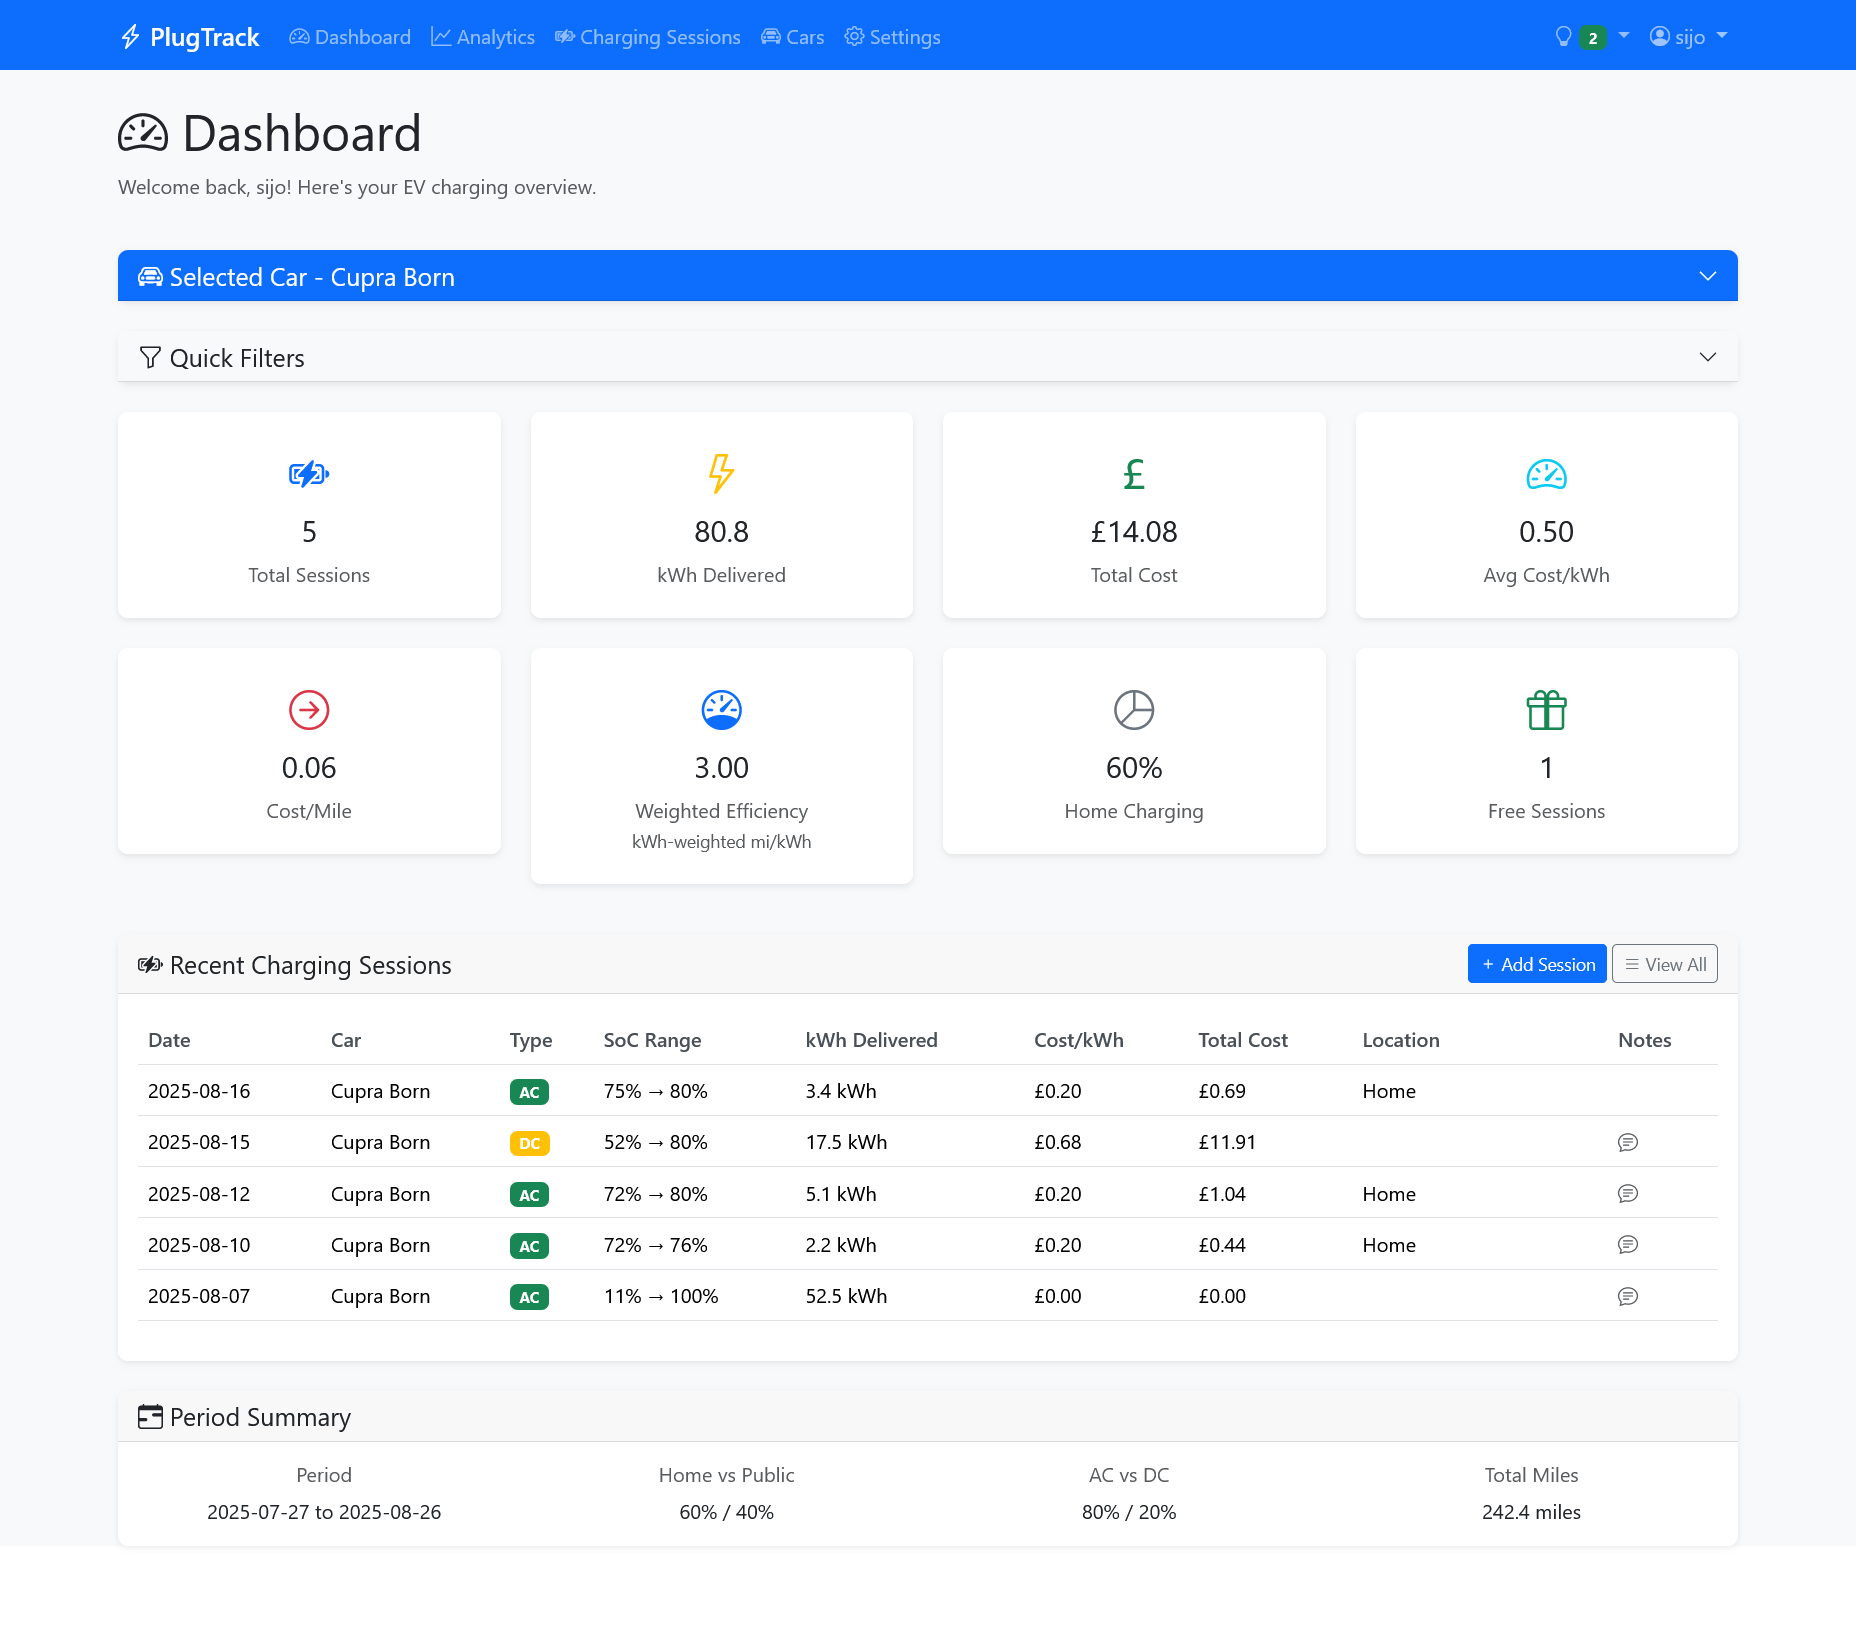 PlugTrack Dashboard Analytics Charging Sessions Cars Settings 2 sijo
Dashboard
Welcome back, sijo! Here's your EV charging overview.
Selected Car - Cupra Born
Quick Filters
5
Total Sessions
80.8
kWh Delivered
£
£14.08
Total Cost
0.50
Avg Cost/kWh
0.06
Cost/Mile
3.00
Weighted Efficiency
kWh-weighted mi/kWh
60%
Home Charging
1
Free Sessions
Recent Charging Sessions + Add Session View All
Date Car Type SoC Range kWh Delivered Cost/kWh Total Cost Location Notes
2025-08-16 Cupra Born AC 75% → 80% 3.4 kWh £0.20 £0.69 Home
2025-08-15 Cupra Born DC 52% → 80% 17.5 kWh £0.68 £11.91
2025-08-12 Cupra Born AC 72% → 80% 5.1 kWh £0.20 £1.04 Home
2025-08-10 Cupra Born AC 72% → 76% 2.2 kWh £0.20 £0.44 Home
2025-08-07 Cupra Born AC 11% → 100% 52.5 kWh £0.00 £0.00
Period Summary
Period Home vs Public AC vs DC Total Miles
2025-07-27 to 2025-08-26 60% / 40% 80% / 20% 242.4 miles